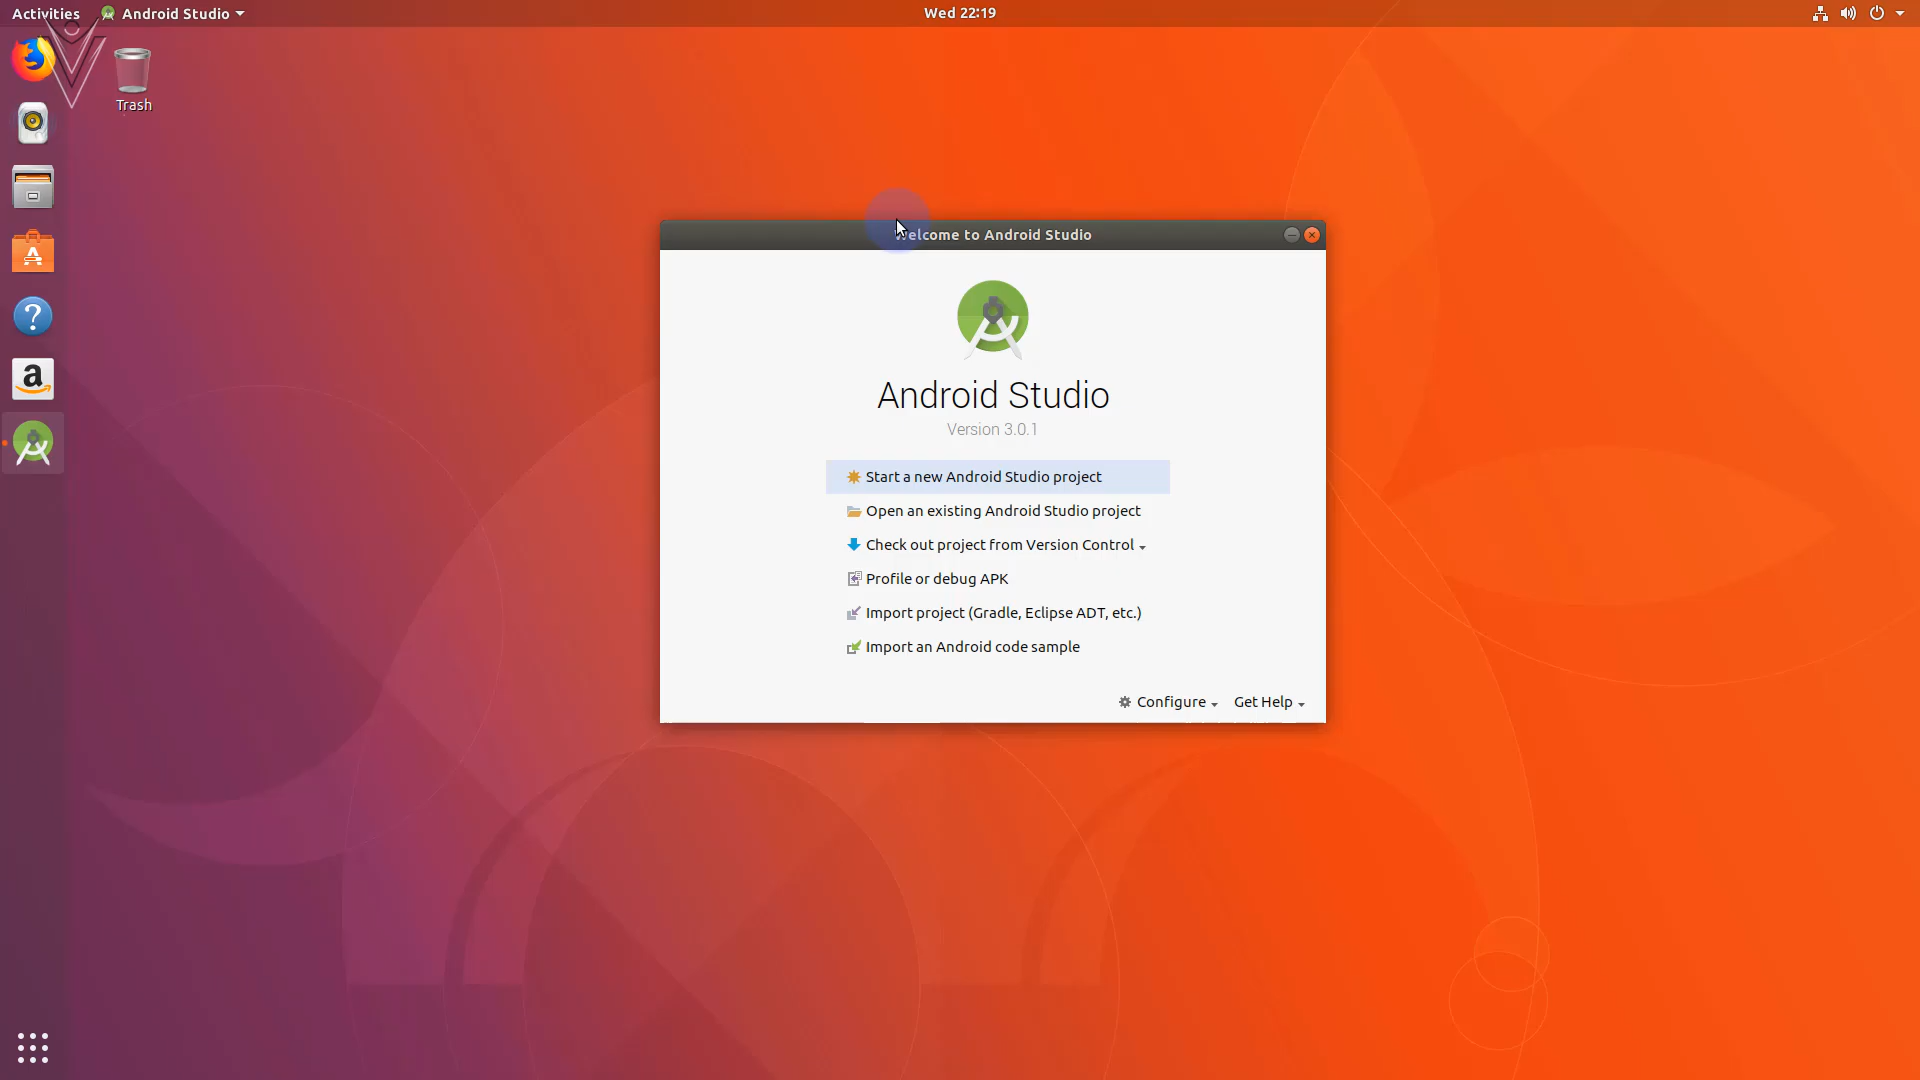 Activities
Android Studio
Wed 22:19
Trash
Welcome to Android Studio
Android Studio
Version 3.0.1
Start a new Android Studio project
Open an existing Android Studio project
Check out project from Version Control
Profile or debug APK
Import project (Gradle, Eclipse ADT, etc.)
Import an Android code sample
Configure
Get Help